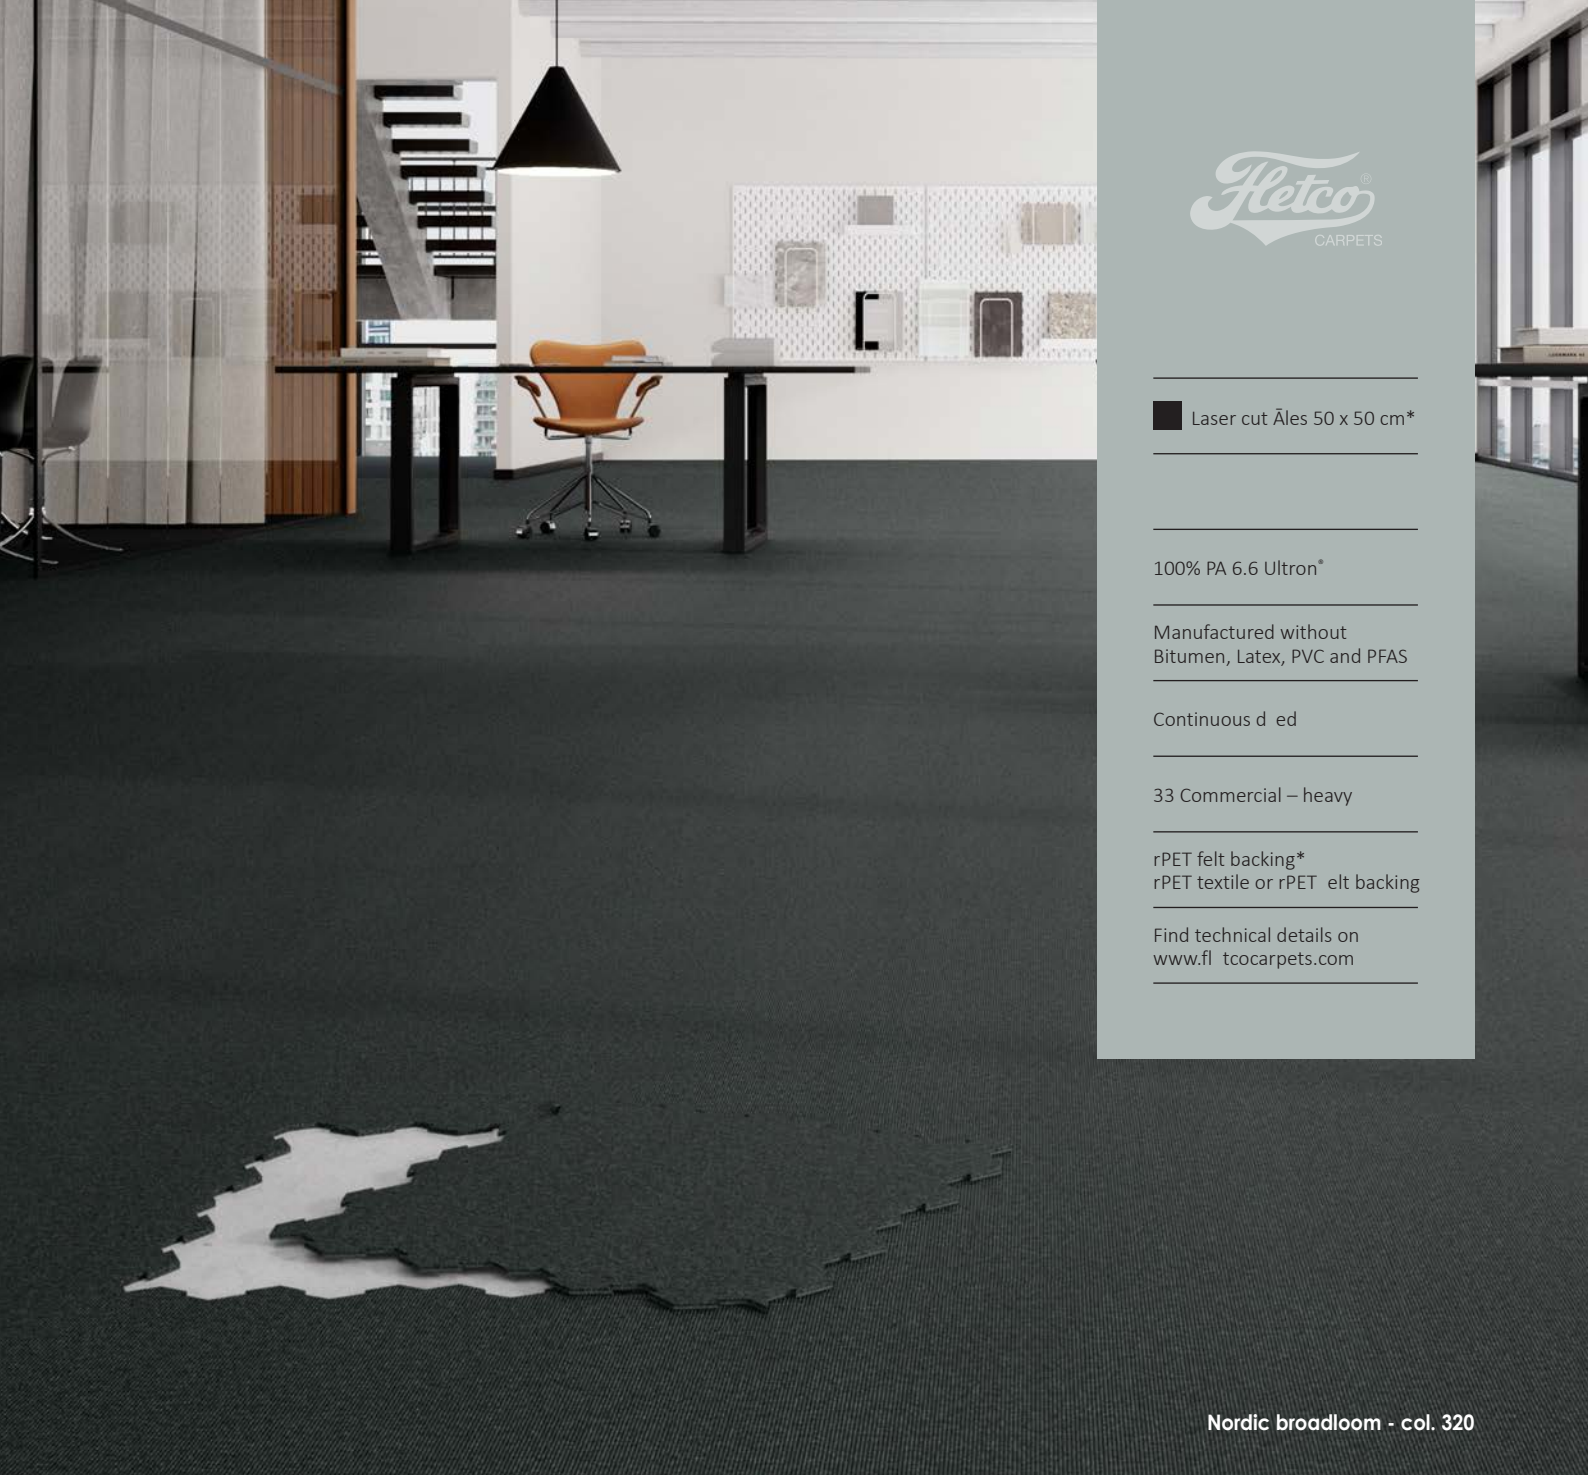 Fletco®
CARPETS
Laser cut Āles 50 x 50 cm*
100% PA 6.6 Ultron®
Manufactured without
Bitumen, Latex, PVC and PFAS
Continuous d ed
33 Commercial – heavy
rPET felt backing*
rPET textile or rPET elt backing
Find technical details on
www.fl tcocarpets.com
Nordic broadloom - col. 320